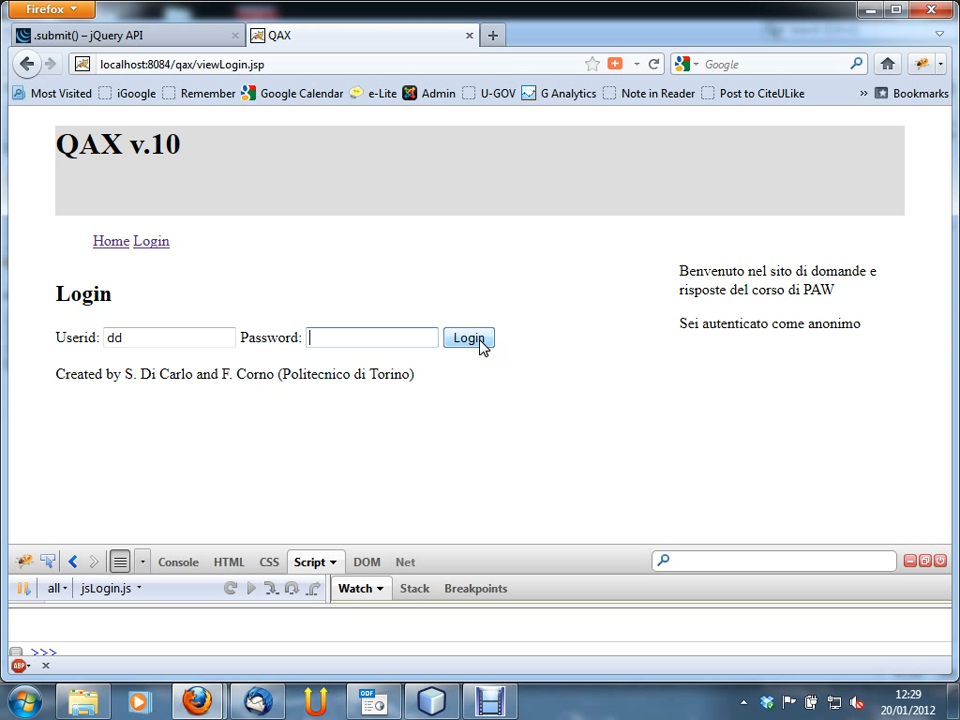 Firefox
.submit() – jQuery API
QAX
localhost:8084/qax/viewLogin.jsp
Google
Most Visited iGoogle Remember Google Calendar e-Lite Admin U-GOV G Analytics Note in Reader Post to CiteULike » Bookmarks
QAX v.10
Home Login
Benvenuto nel sito di domande e
risposte del corso di PAW
Sei autenticato come anonimo
Login
Userid: dd Password: Login
Created by S. Di Carlo and F. Corno (Politecnico di Torino)
Console HTML CSS Script DOM Net
all jsLogin.js Watch Stack Breakpoints
>>>
ABP
ODF
12:29
20/01/2012